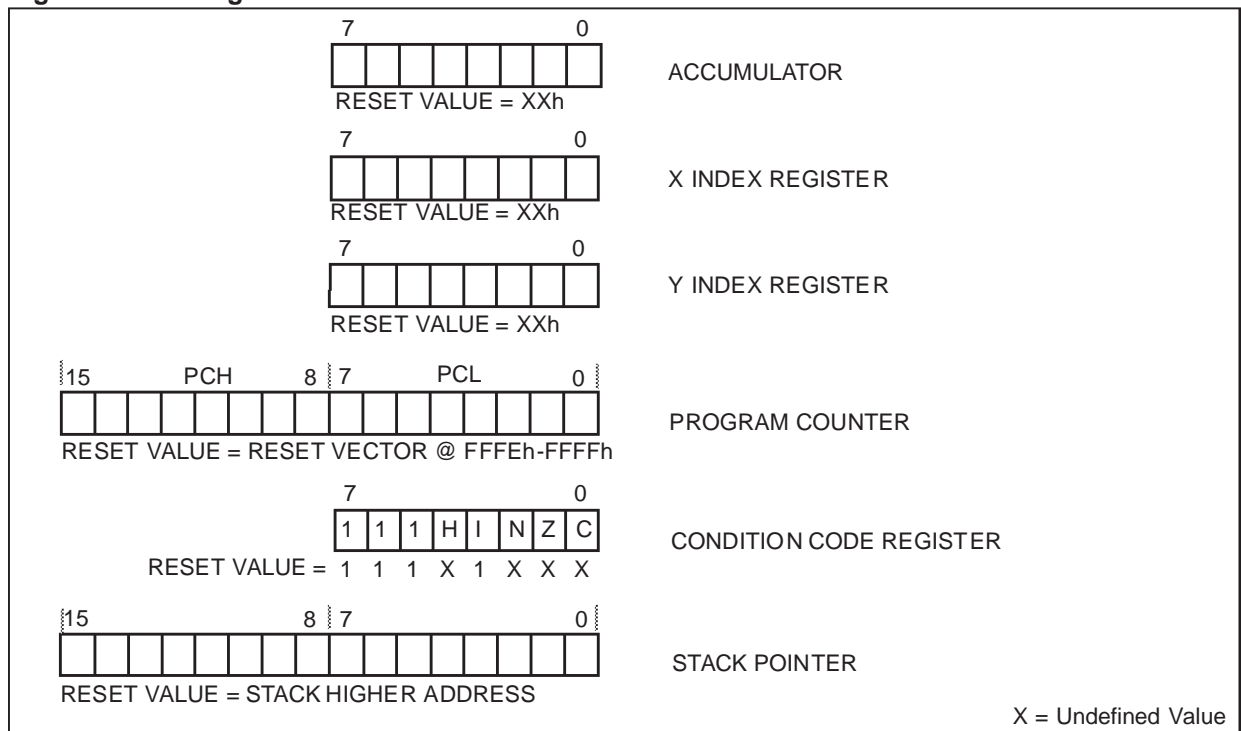 7 0
ACCUMULATOR
RESET VALUE = XXh
7 0
X INDEX REGISTER
RESET VALUE = XXh
7 0
Y INDEX REGISTER
RESET VALUE = XXh
15 PCH 8 7 PCL 0
PROGRAM COUNTER
RESET VALUE = RESET VECTOR @ FFFEh-FFFFh
7 0
1 1 1 H I N Z C
CONDITION CODE REGISTER
RESET VALUE = 1 1 1 X 1 X X X
15 8 7 0
STACK POINTER
RESET VALUE = STACK HIGHER ADDRESS
X = Undefined Value